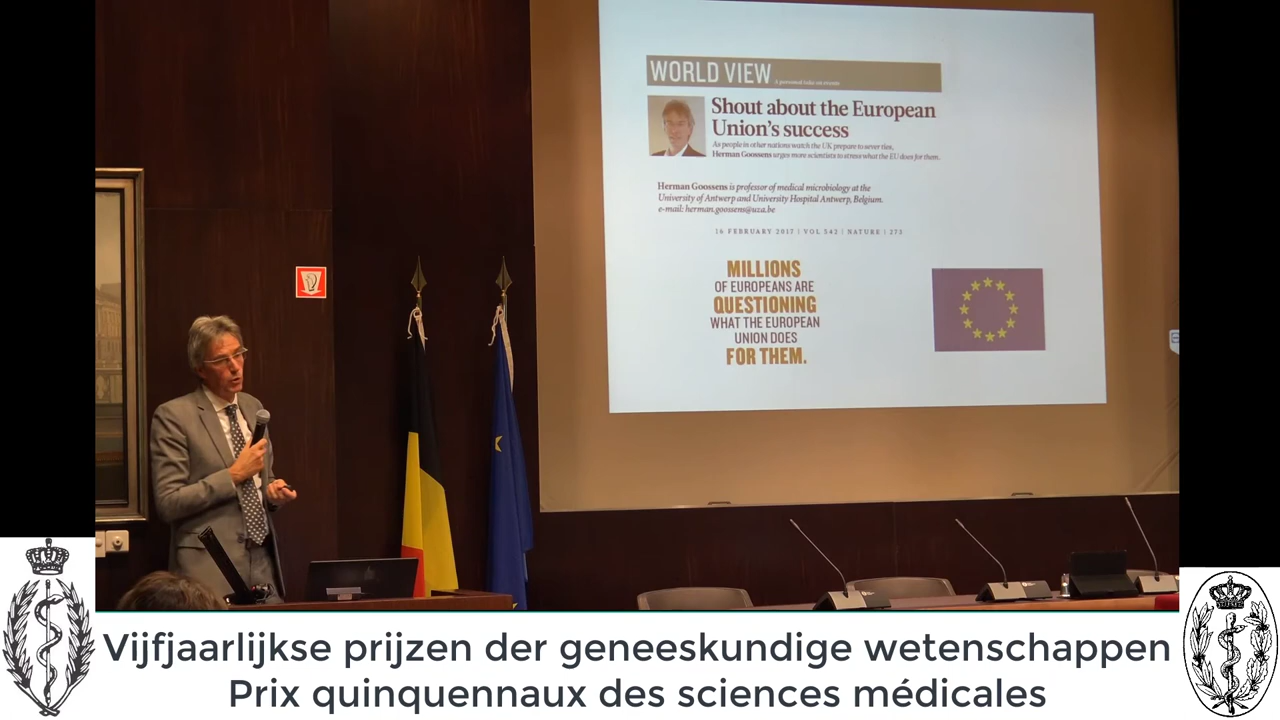 WORLD VIEW A personal take on events
Shout about the European
Union's success
As people in other nations watch the UK prepare to sever ties,
Herman Goossens urges more scientists to stress what the EU does for them.
Herman Goossens is professor of medical microbiology at the
University of Antwerp and University Hospital Antwerp, Belgium.
e-mail: herman.goossens@uza.be
16 FEBRUARY 2017 | VOL 542 | NATURE | 273
MILLIONS
OF EUROPEANS ARE
QUESTIONING
WHAT THE EUROPEAN
UNION DOES
FOR THEM.
Vijfjaarlijkse prijzen der geneeskundige wetenschappen
Prix quinquennaux des sciences médicales